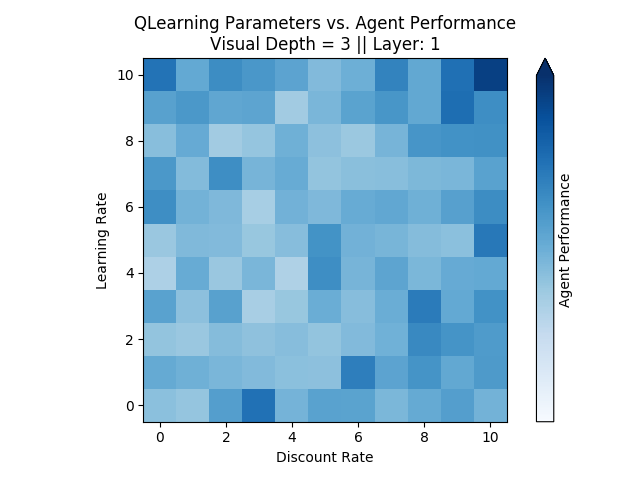 QLearning Parameters vs. Agent Performance
Visual Depth = 3 || Layer: 1
10
8
6
4
2
0
Learning Rate
0 2 4 6 8 10
Discount Rate
Agent Performance